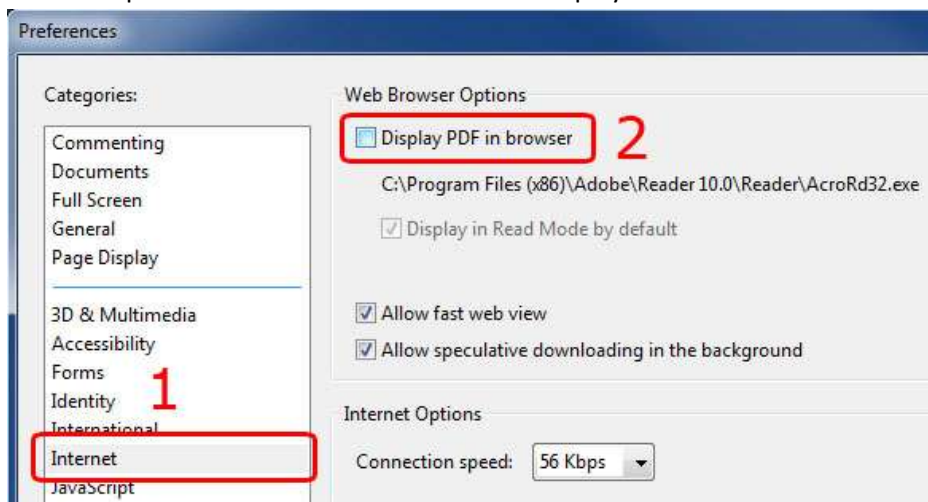 Preferences
Categories:
Commenting
Documents
Full Screen
General
Page Display
3D & Multimedia
Accessibility
Forms
Identity
International
Internet
JavaScript
1
Web Browser Options
Display PDF in browser
2
C:\Program Files (x86)\Adobe\Reader 10.0\Reader\AcroRd32.exe
Display in Read Mode by default
Allow fast web view
Allow speculative downloading in the background
Internet Options
Connection speed: 56 Kbps